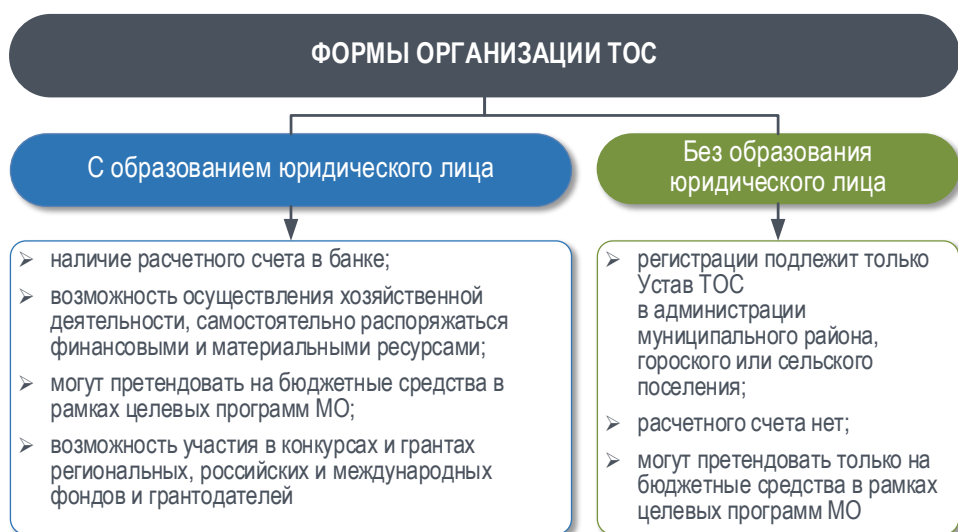 ФОРМЫ ОРГАНИЗАЦИИ ТОС
С образованием юридического лица
➢ наличие расчетного счета в банке;
➢ возможность осуществления хозяйственной
деятельности, самостоятельно распоряжаться
финансовыми и материальными ресурсами;
➢ могут претендовать на бюджетные средства в
рамках целевых программ МО;
➢ возможность участия в конкурсах и грантах
региональных, российских и международных
фондов и грантодателей
Без образования
юридического лица
➢ регистрации подлежит только
Устав ТОС
в администрации
муниципального района,
гороского или сельского
поселения;
➢ расчетного счета нет;
➢ могут претендовать только на
бюджетные средства в рамках
целевых программ МО